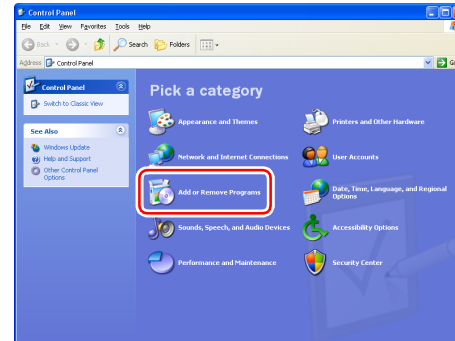 Control Panel
File Edit View Favorites Tools Help
Back Search Folders
Address Control Panel
Control Panel
Switch to Classic View
See Also
Windows Update
Help and Support
Other Control Panel
Options
Pick a category
Appearance and Themes
Printers and Other Hardware
Network and Internet Connections
User Accounts
Add or Remove Programs
Date, Time, Language, and Regional
Options
Sounds, Speech, and Audio Devices
Accessibility Options
Performance and Maintenance
Security Center